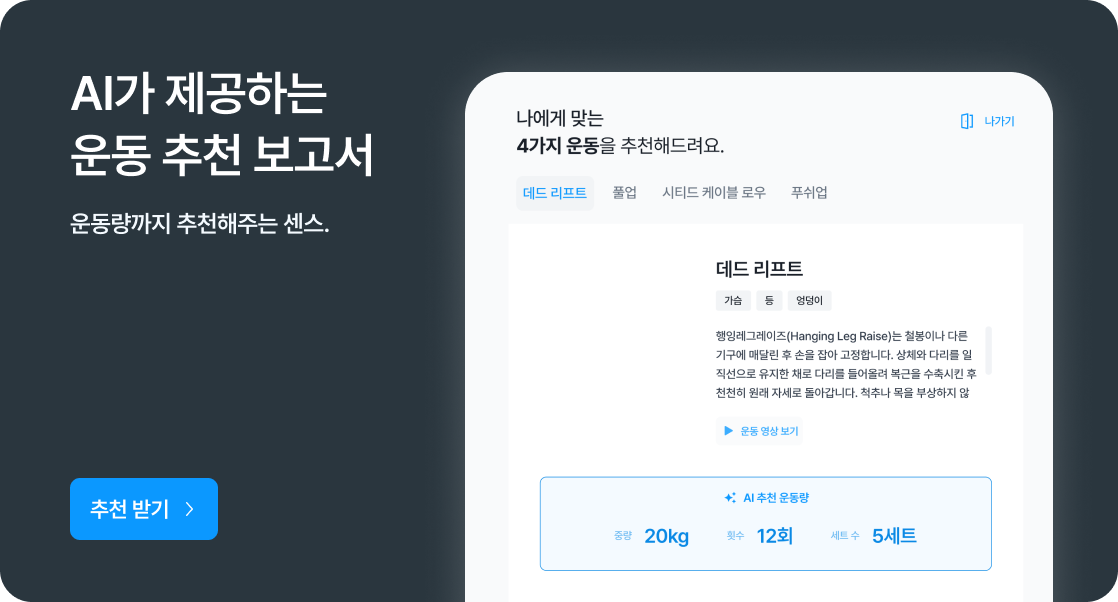 AI가 제공하는
운동 추천 보고서
운동량까지 추천해주는 센스.
추천 받기
나에게 맞는
4가지 운동을 추천해드려요.
나가기
데드 리프트 풀업 시티드 케이블 로우 푸쉬업
데드 리프트
가슴 등 엉덩이
행잉레그레이즈(Hanging Leg Raise)는 철봉이나 다른
기구에 매달린 후 손을 잡아 고정합니다. 상체와 다리를 일
직선으로 유지한 채로 다리를 들어올려 복근을 수축시킨 후
천천히 원래 자세로 돌아갑니다. 척추나 목을 부상하지 않
운동 영상 보기
AI 추천 운동량
중량 20kg 횟수 12회 세트 수 5세트